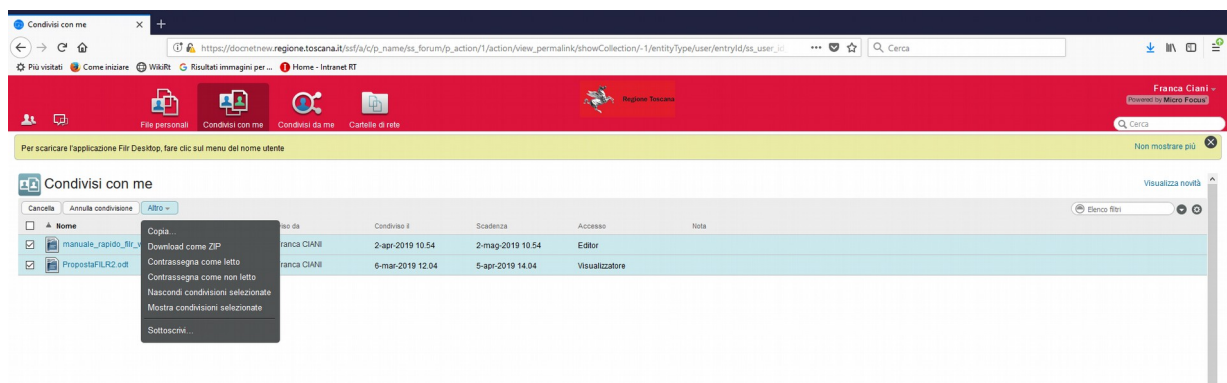 Condivisi con me
https://docnetnew.regione.toscana.it/ssf/a/c/p_name/ss_forum/p_action/1/action/view_permalink/showCollection/-1/entityType/user/entryId/ss_user_id
Cerca
Più visitati Come iniziare WikiRt Risultati immagini per ... Home - Intranet RT
Franca Ciani
Regione Toscana
Powered by Micro Focus
File personali Condivisi con me Condivisi da me Cartelle di rete
Cerca
Per scaricare l'applicazione Filr Desktop, fare clic sul menu del nome utente
Non mostrare più
Condivisi con me
Visualizza novità
Cancella Annulla condivisione Altro
Elenco filtri
Nome iso da Condiviso il Scadenza Accesso Nota
manuale_rapido_filr_v ranca CIANI 2-apr-2019 10.54 2-mag-2019 10.54 Editor
PropostaFILR2.odt ranca CIANI 6-mar-2019 12.04 5-apr-2019 14.04 Visualizzatore
Copia...
Download come ZIP
Contrassegna come letto
Contrassegna come non letto
Nascondi condivisioni selezionate
Mostra condivisioni selezionate
Sottoscrivi...